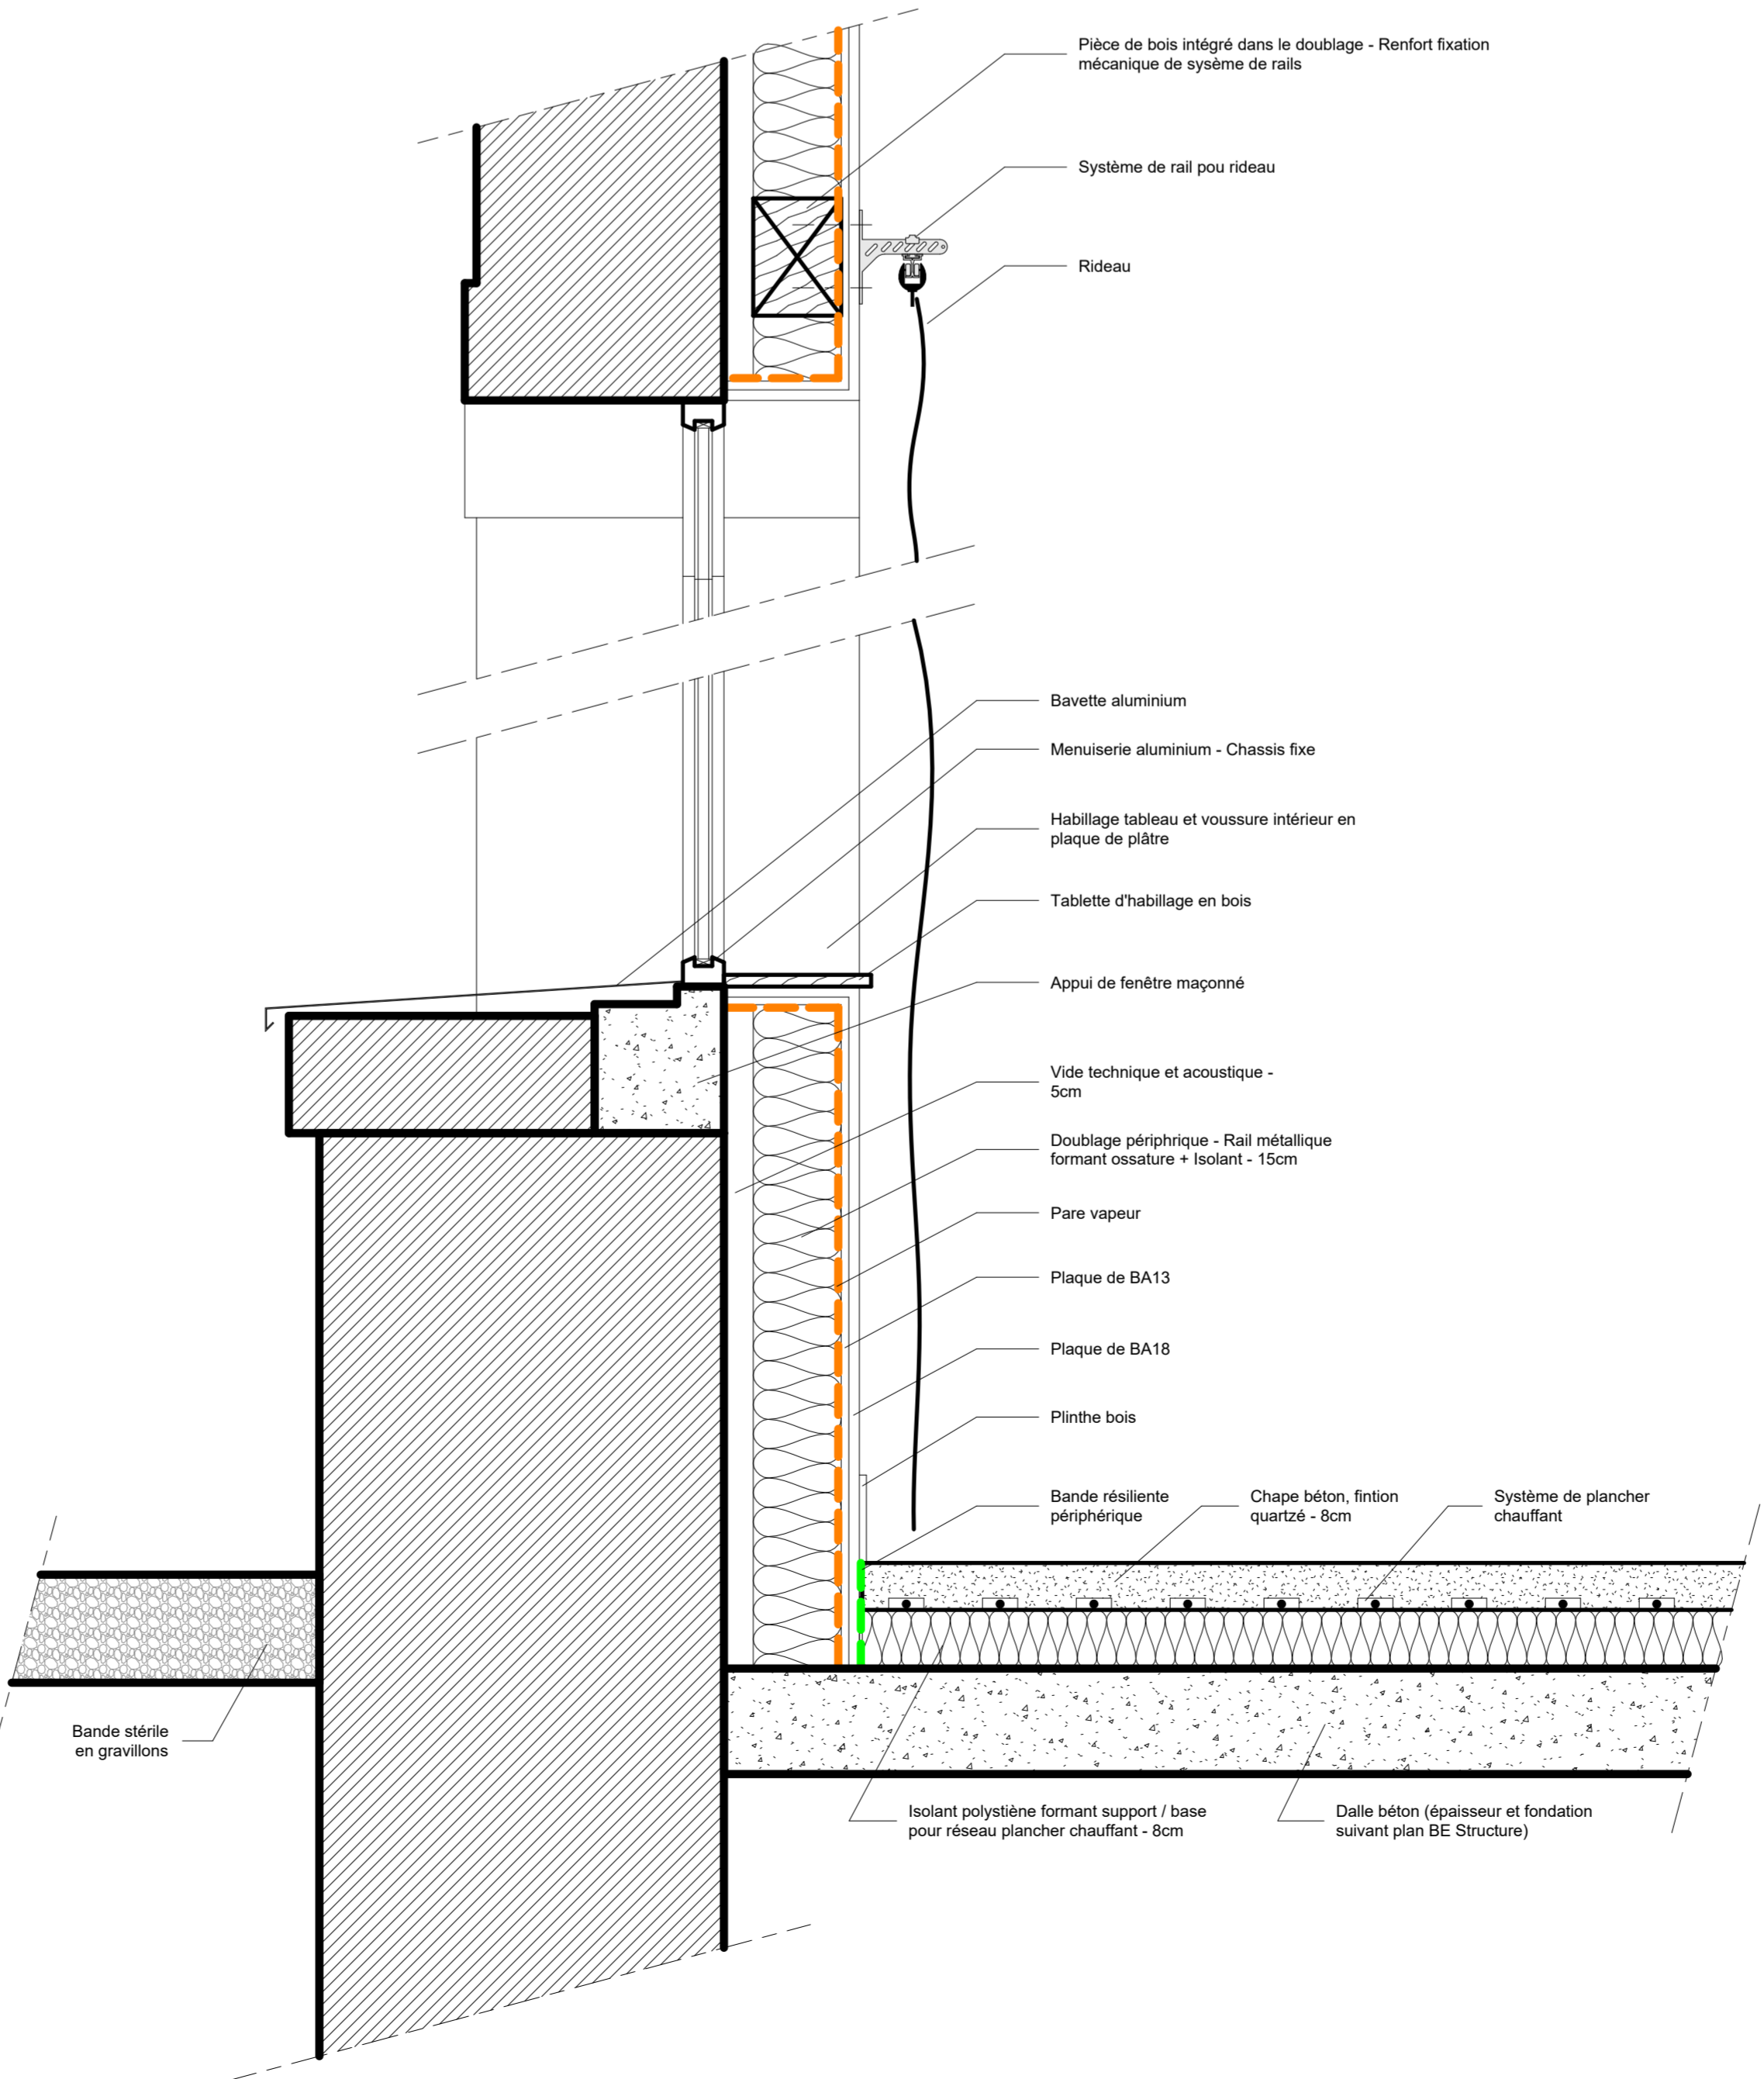 Pièce de bois intégré dans le doublage - Renfort fixation
mécanique de sysème de rails
Système de rail pou rideau
Rideau
Bavette aluminium
Menuiserie aluminium - Chassis fixe
Habillage tableau et voussure intérieur en
plaque de plâtre
Tablette d'habillage en bois
Appui de fenêtre maçonné
Vide technique et acoustique -
5cm
Doublage périphrique - Rail métallique
formant ossature + Isolant - 15cm
Pare vapeur
Plaque de BA13
Plaque de BA18
Plinthe bois
Bande résiliente
périphérique
Chape béton, fintion
quartzé - 8cm
Système de plancher
chauffant
Bande stérile
en gravillons
Isolant polystiène formant support / base
pour réseau plancher chauffant - 8cm
Dalle béton (épaisseur et fondation
suivant plan BE Structure)